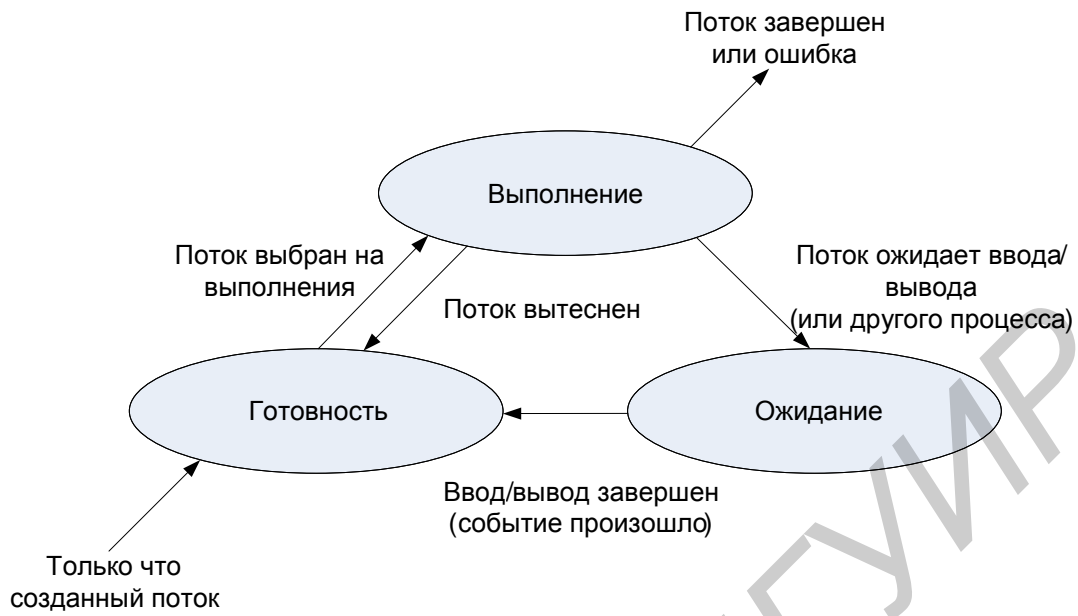 Поток завершен
или ошибка
Выполнение
Поток выбран на
выполнения
Поток вытеснен
Поток ожидает ввода/
вывода
(или другого процесса)
Готовность
Ожидание
Ввод/вывод завершен
(событие произошло)
Только что
созданный поток
ГУИР